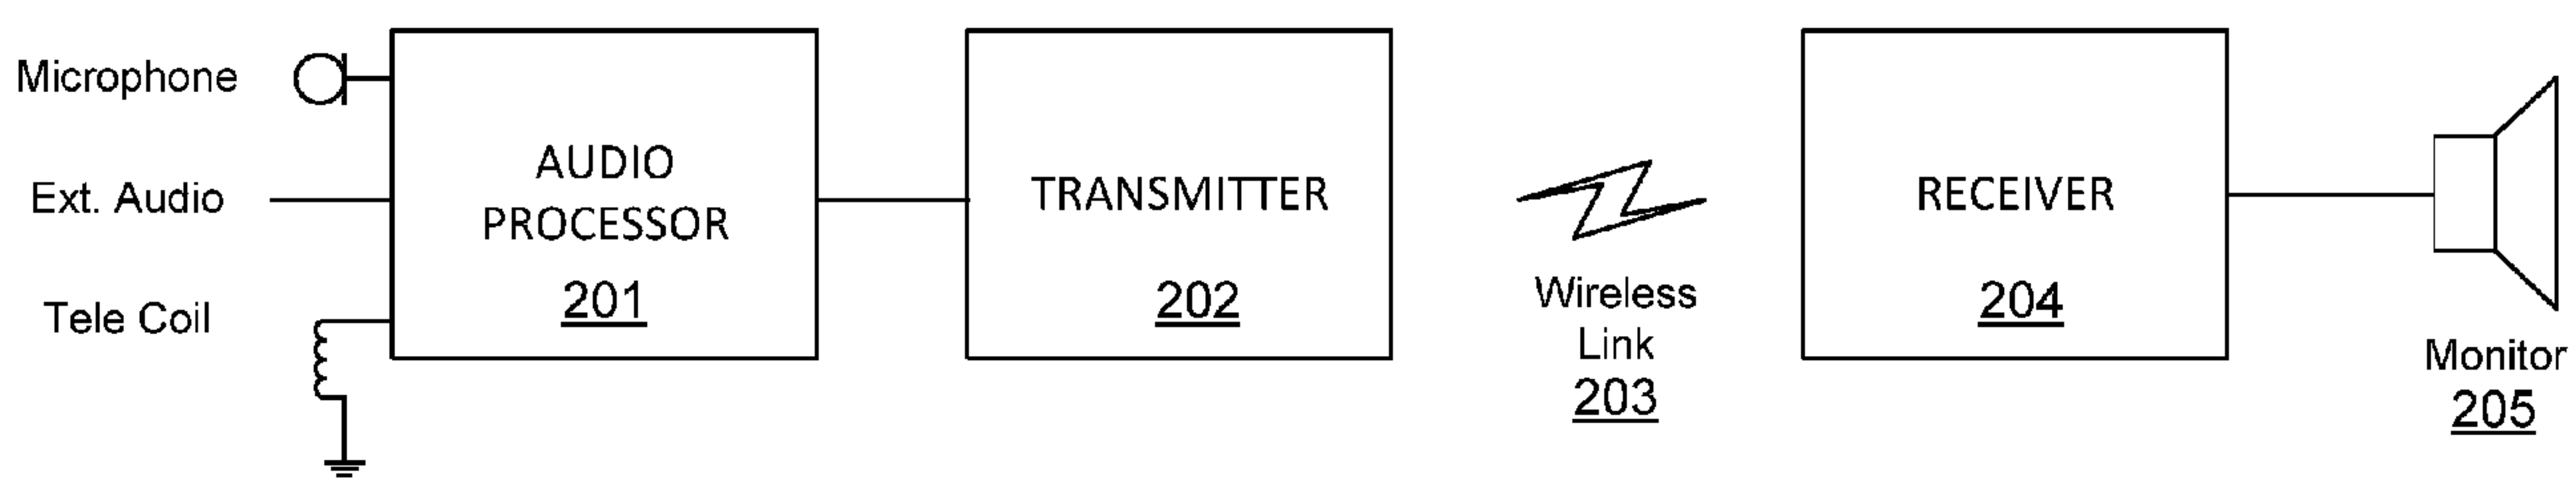 Microphone
Ext. Audio
Tele Coil
AUDIO
PROCESSOR
201
TRANSMITTER
202
Wireless
Link
203
RECEIVER
204
Monitor
205